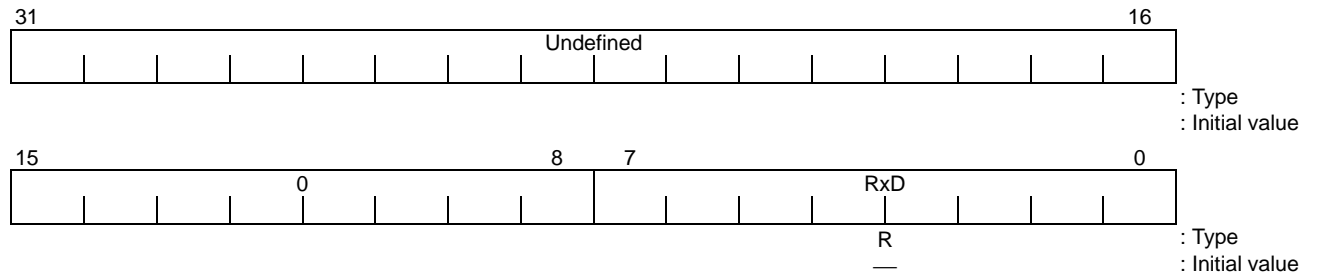 31 16
Undefined
: Type
: Initial value
15 8 7 0
0 RxD
R : Type
— : Initial value